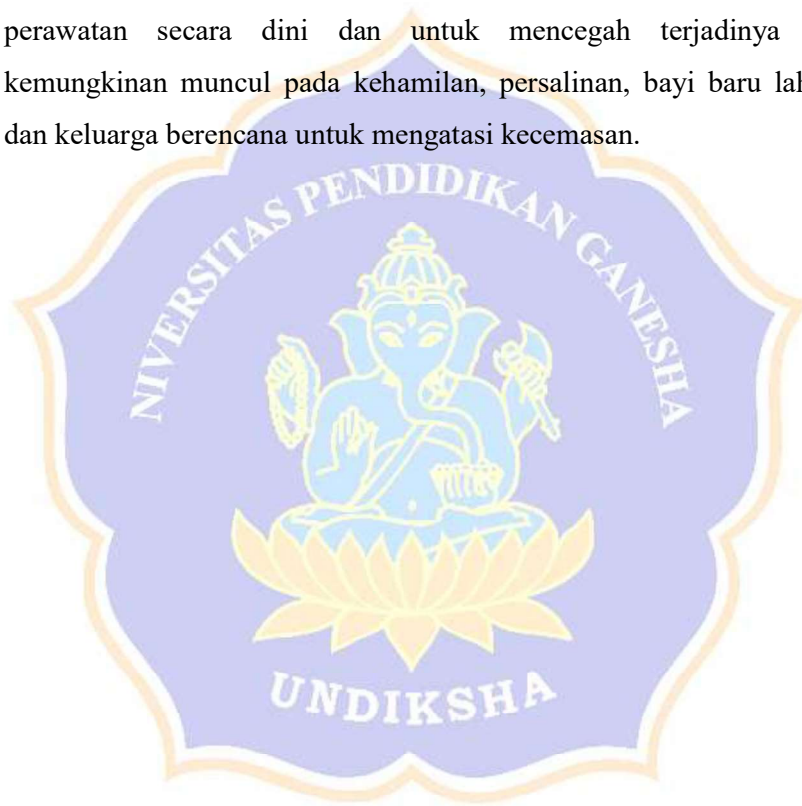 perawatan secara dini dan untuk mencegah terjadinya
kemungkinan muncul pada kehamilan, persalinan, bayi baru lah
dan keluarga berencana untuk mengatasi kecemasan.
NIVERSITAS PENDIDIKAN GANESHA
UNDIKSHA